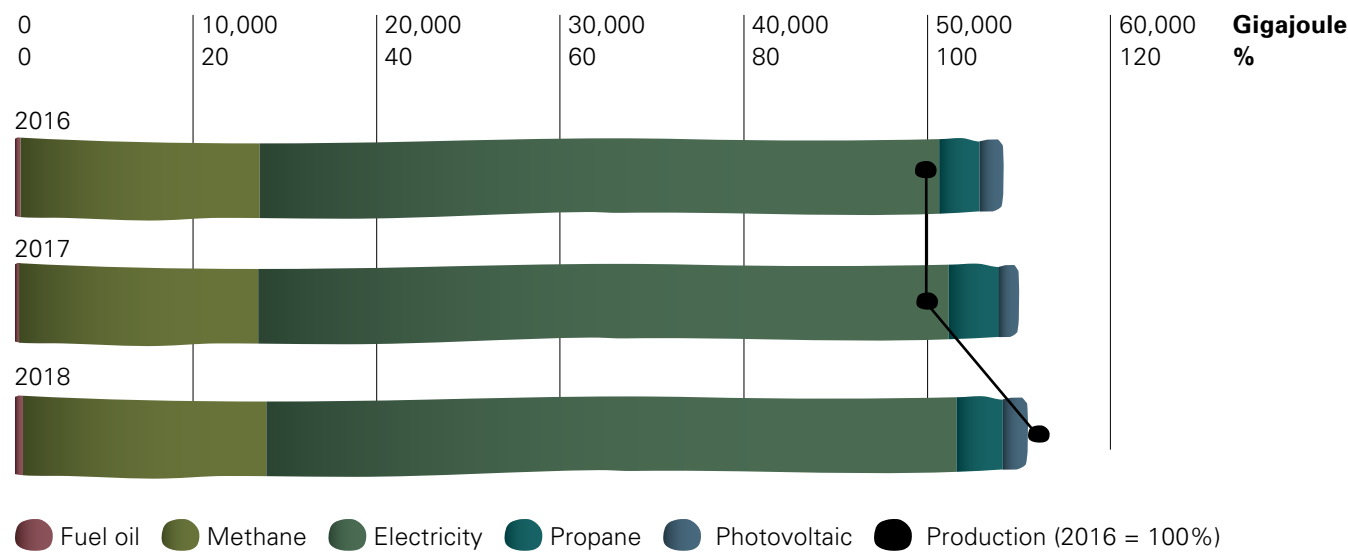 0 10,000 20,000 30,000 40,000 50,000 60,000 Gigajoule
0 20 40 60 80 100 120 %
2016
2017
2018
Fuel oil Methane Electricity Propane Photovoltaic Production (2016 = 100%)